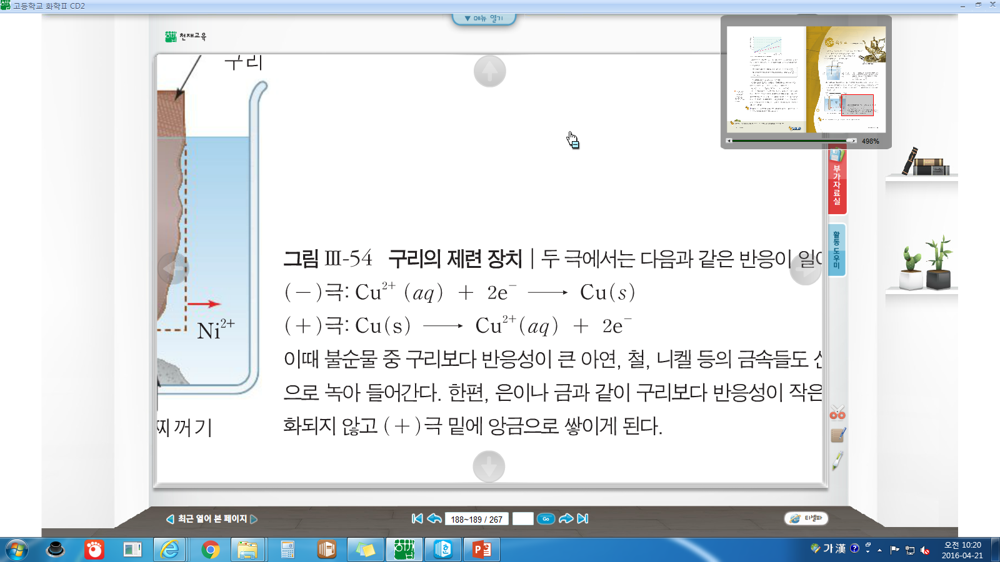 고등학교 화학Ⅱ CD2
▼ 메뉴 열기
천재교육
구리
498%
부가자료실
활동도우미
그림 Ⅲ-54 구리의 제련 장치 | 두 극에서는 다음과 같은 반응이 일어
(－)극: Cu²⁺ (aq) ＋ 2e⁻ ⟶ Cu(s)
(＋)극: Cu(s) ⟶ Cu²⁺(aq) ＋ 2e⁻
Ni²⁺
이때 불순물 중 구리보다 반응성이 큰 아연, 철, 니켈 등의 금속들도
으로 녹아 들어간다. 한편, 은이나 금과 같이 구리보다 반응성이 작은
화되지 않고 (＋)극 밑에 앙금으로 쌓이게 된다.
찌꺼기
최근 열어 본 페이지
188~189 / 267
Go
티셀파
가 漢
오전 10:20
2016-04-21